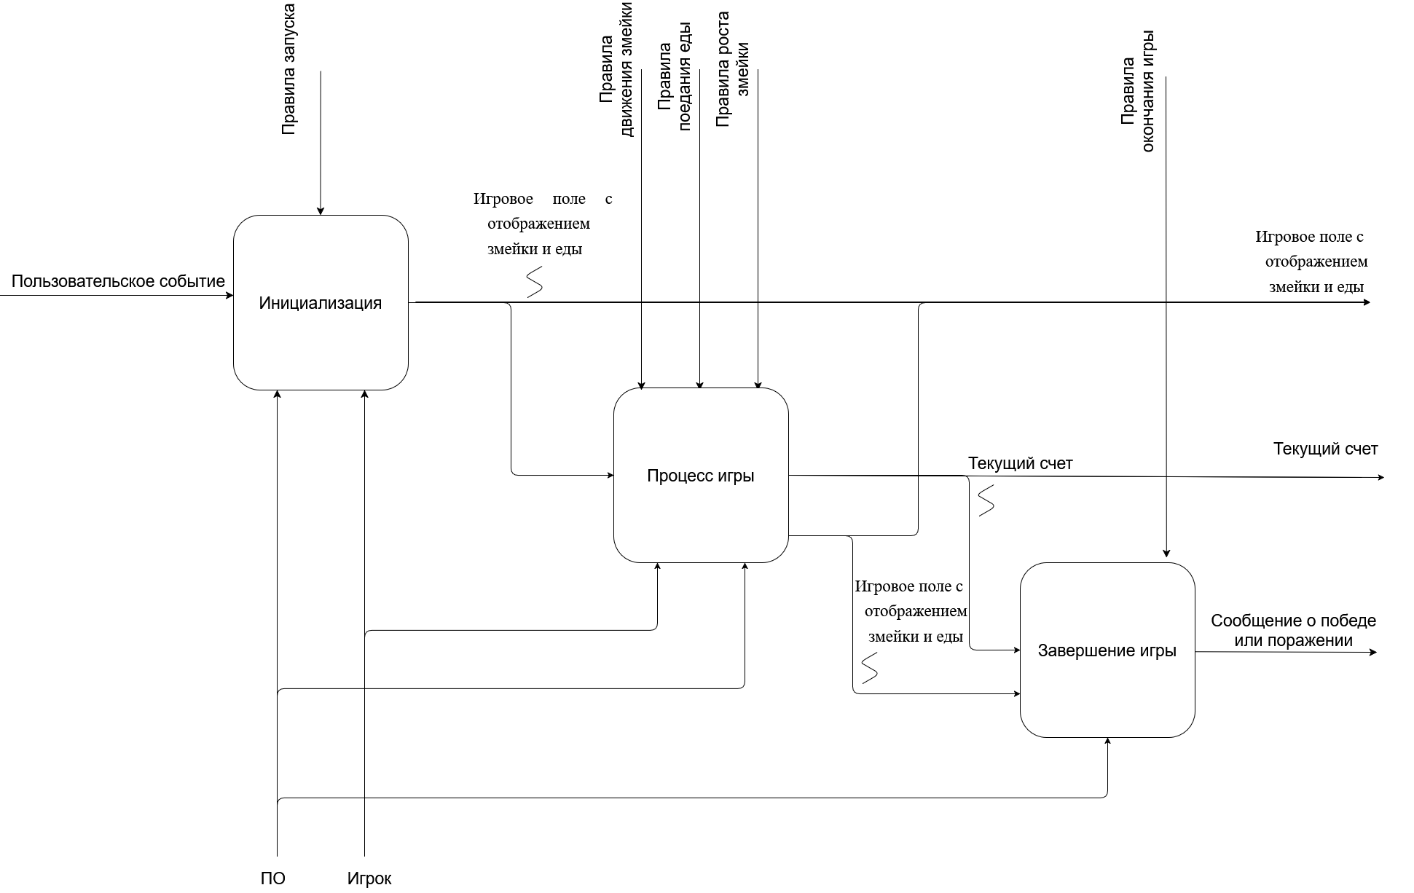 Правила запуска
Правила
движения змейки
Правила
поедания еды
Правила роста
змейки
Правила
окончания игры
Игровое поле с
отображением
змейки и еды
Игровое поле с
отображением
змейки и еды
Пользовательское событие
Инициализация
Процесс игры
Текущий счет
Текущий счет
Игровое поле с
отображением
змейки и еды
Завершение игры
Сообщение о победе
или поражении
ПО
Игрок